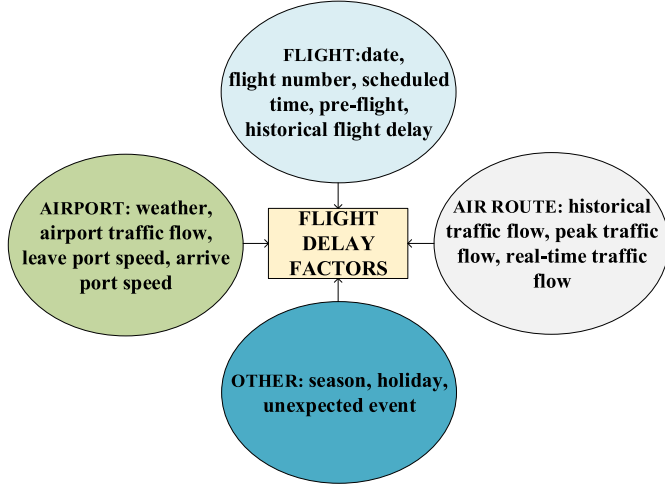 FLIGHT:date,
flight number, scheduled
time, pre-flight,
historical flight delay
AIRPORT: weather,
airport traffic flow,
leave port speed, arrive
port speed
FLIGHT
DELAY
FACTORS
AIR ROUTE: historical
traffic flow, peak traffic
flow, real-time traffic
flow
OTHER: season, holiday,
unexpected event